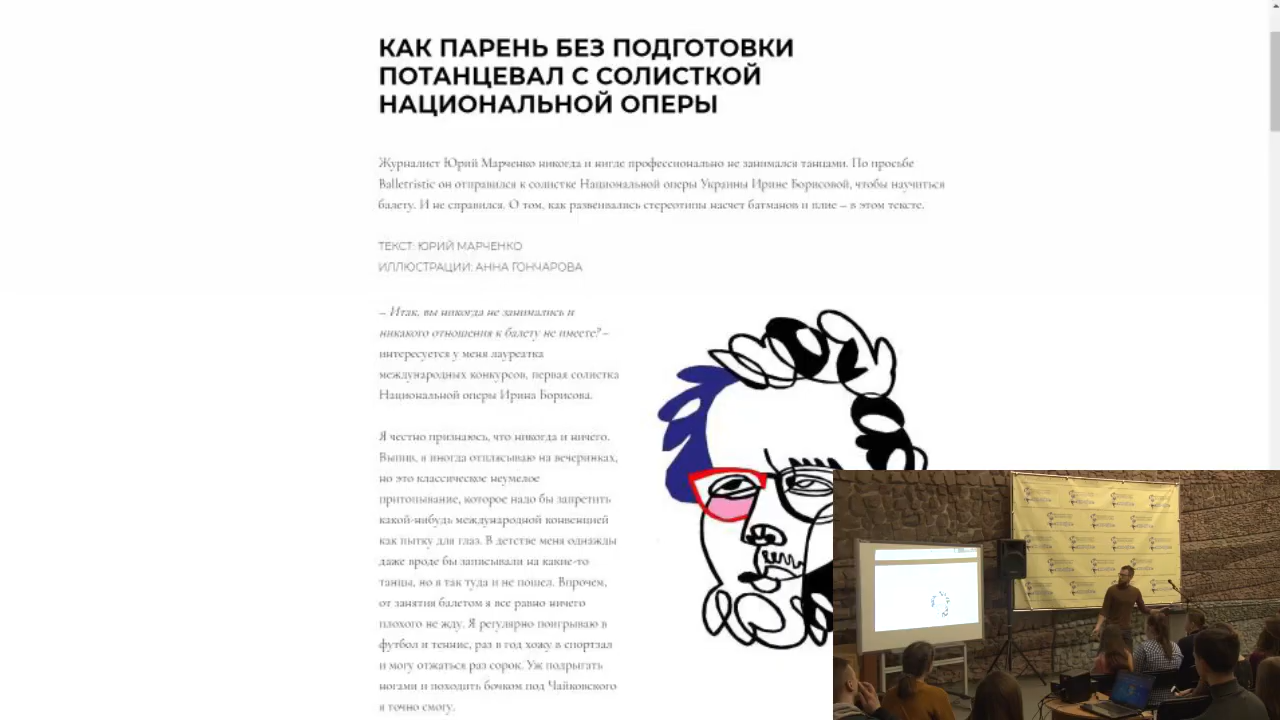 КАК ПАРЕНЬ БЕЗ ПОДГОТОВКИ
ПОТАНЦЕВАЛ С СОЛИСТКОЙ
НАЦИОНАЛЬНОЙ ОПЕРЫ
Журналист Юрий Марченко никогда и нигде профессионально не занимался танцами. По просьбе
Balletristic он отправился к солистке Национальной оперы Украины Ирине Борисовой, чтобы научиться
балету. И не справился. О том, как развеивались стереотипы насчет батманов и плие – в этом тексте.
ТЕКСТ: ЮРИЙ МАРЧЕНКО
ИЛЛЮСТРАЦИИ: АННА ГОНЧАРОВА
– Итак, вы никогда не занимались и
никакого отношения к балету не имеете? –
интересуется у меня лауреатка
международных конкурсов, первая солистка
Национальной оперы Ирина Борисова.
Я честно признаюсь, что никогда и ничего.
Выпив, я иногда отплясываю на вечеринках,
но это классическое неумелое
притопывание, которое надо бы запретить
какой-нибудь международной конвенцией
как пытку для глаз. В детстве меня однажды
даже вроде бы записывали на какие-то
танцы, но я так туда и не пошел. Впрочем,
от занятия балетом я все равно ничего
плохого не жду. Я регулярно поигрываю в
футбол и теннис, раз в год хожу в спортзал
и могу отжаться раз сорок. Уж подрыгать
ногами и походить бочком под Чайковского
я точно смогу.